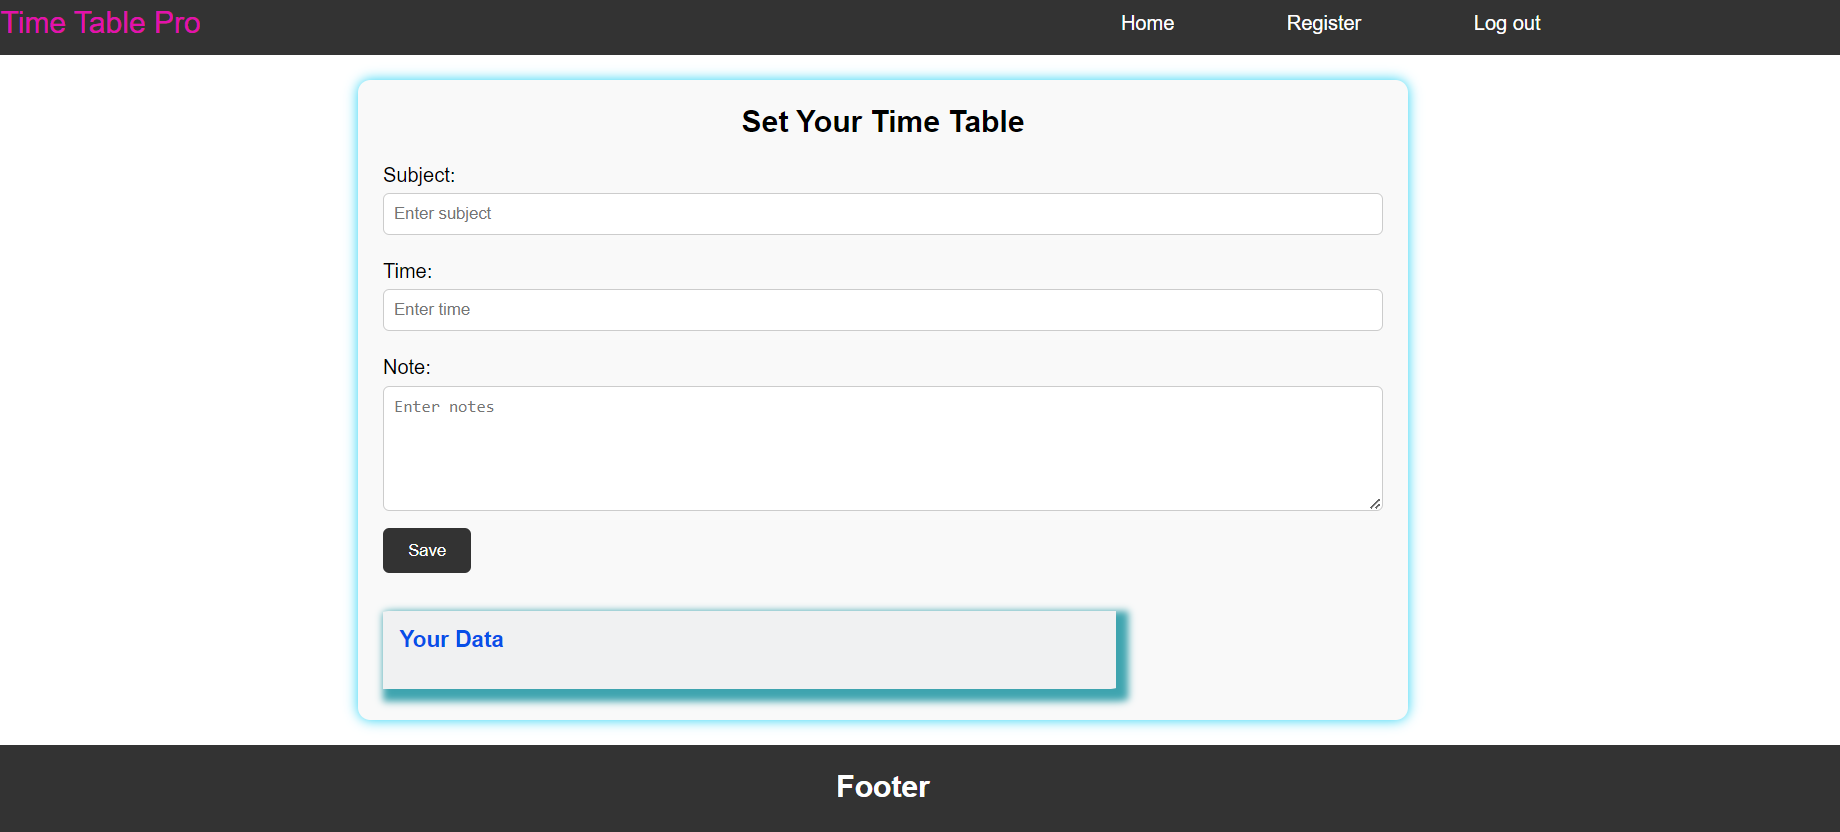 Time Table Pro Home Register Log out
Set Your Time Table
Subject:
Enter subject
Time:
Enter time
Note:
Enter notes
Save
Your Data
Footer